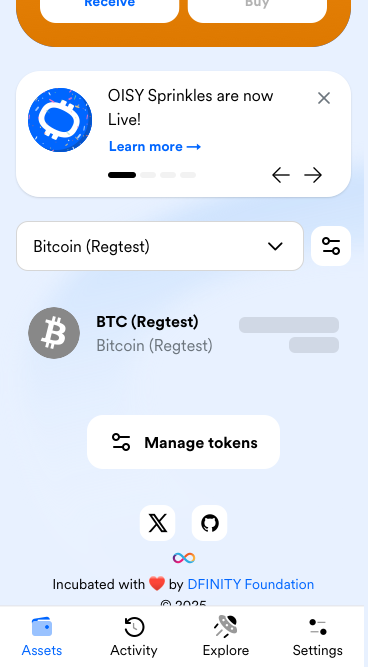 Receive
Buy
OISY Sprinkles are now
Live!
Learn more →
Bitcoin (Regtest)
BTC (Regtest)
Bitcoin (Regtest)
Manage tokens
Incubated with ❤️ by DFINITY Foundation
© 2025
Assets
Activity
Explore
Settings